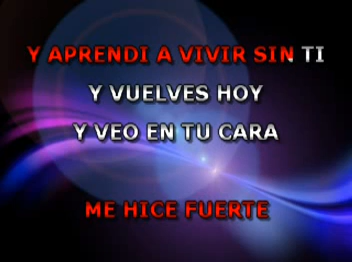 Y APRENDI A VIVIR SIN TI
Y VUELVES HOY
Y VEO EN TU CARA
ME HICE FUERTE